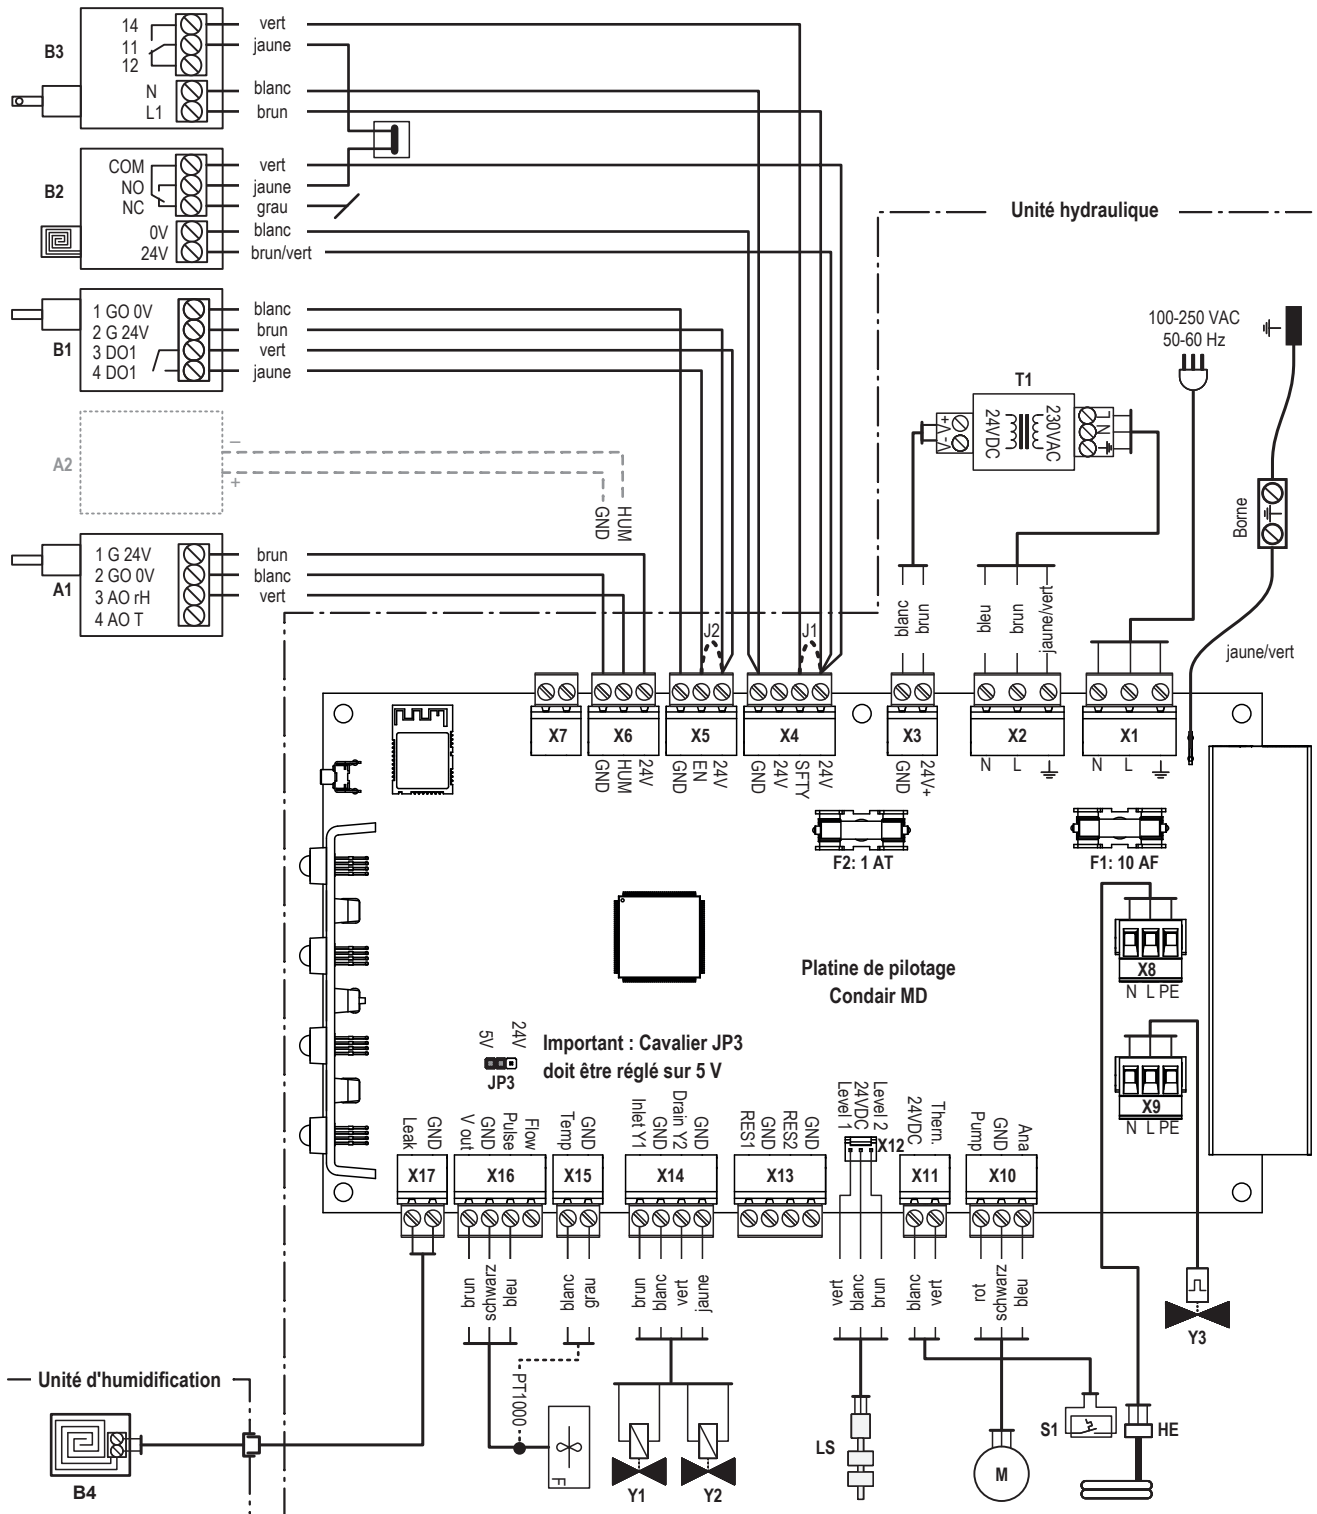 B3
14
11
12
N
L1
vert
jaune
blanc
brun
B2
COM
NO
NC
0V
24V
vert
jaune
grau
blanc
brun/vert
B1
1 GO 0V
2 G 24V
3 DO1
4 DO1
blanc
brun
vert
jaune
A2
–
+
GND
HUM
A1
1 G 24V
2 GO 0V
3 AO rH
4 AO T
brun
blanc
vert
Unité hydraulique
100-250 VAC
50-60 Hz
T1
+V
-V
24VDC
230VAC
L
N
Borne
jaune/vert
blanc
brun
bleu
brun
jaune/vert
J2
J1
X7
X6
X5
X4
X3
X2
X1
GND
HUM
24V
GND
EN
24V
GND
24V
SFTY
24V
GND
24V+
N
L
N
L
F2: 1 AT
F1: 10 AF
X8
N L PE
X9
N L PE
Platine de pilotage
Condair MD
5V
24V
JP3
Important : Cavalier JP3
doit être réglé sur 5 V
Leak
GND
V out
GND
Pulse
Flow
Temp
GND
Inlet Y1
GND
Drain Y2
GND
RES1
GND
RES2
GND
Level 1
24VDC
Level 2
X12
24VDC
Therm.
Pump
GND
Ana
X17
X16
X15
X14
X13
X11
X10
brun
schwarz
bleu
blanc
grau
brun
blanc
vert
jaune
vert
blanc
brun
blanc
vert
rot
schwarz
bleu
Y3
PT1000
F
Y1
Y2
LS
M
S1
HE
Unité d'humidification
B4